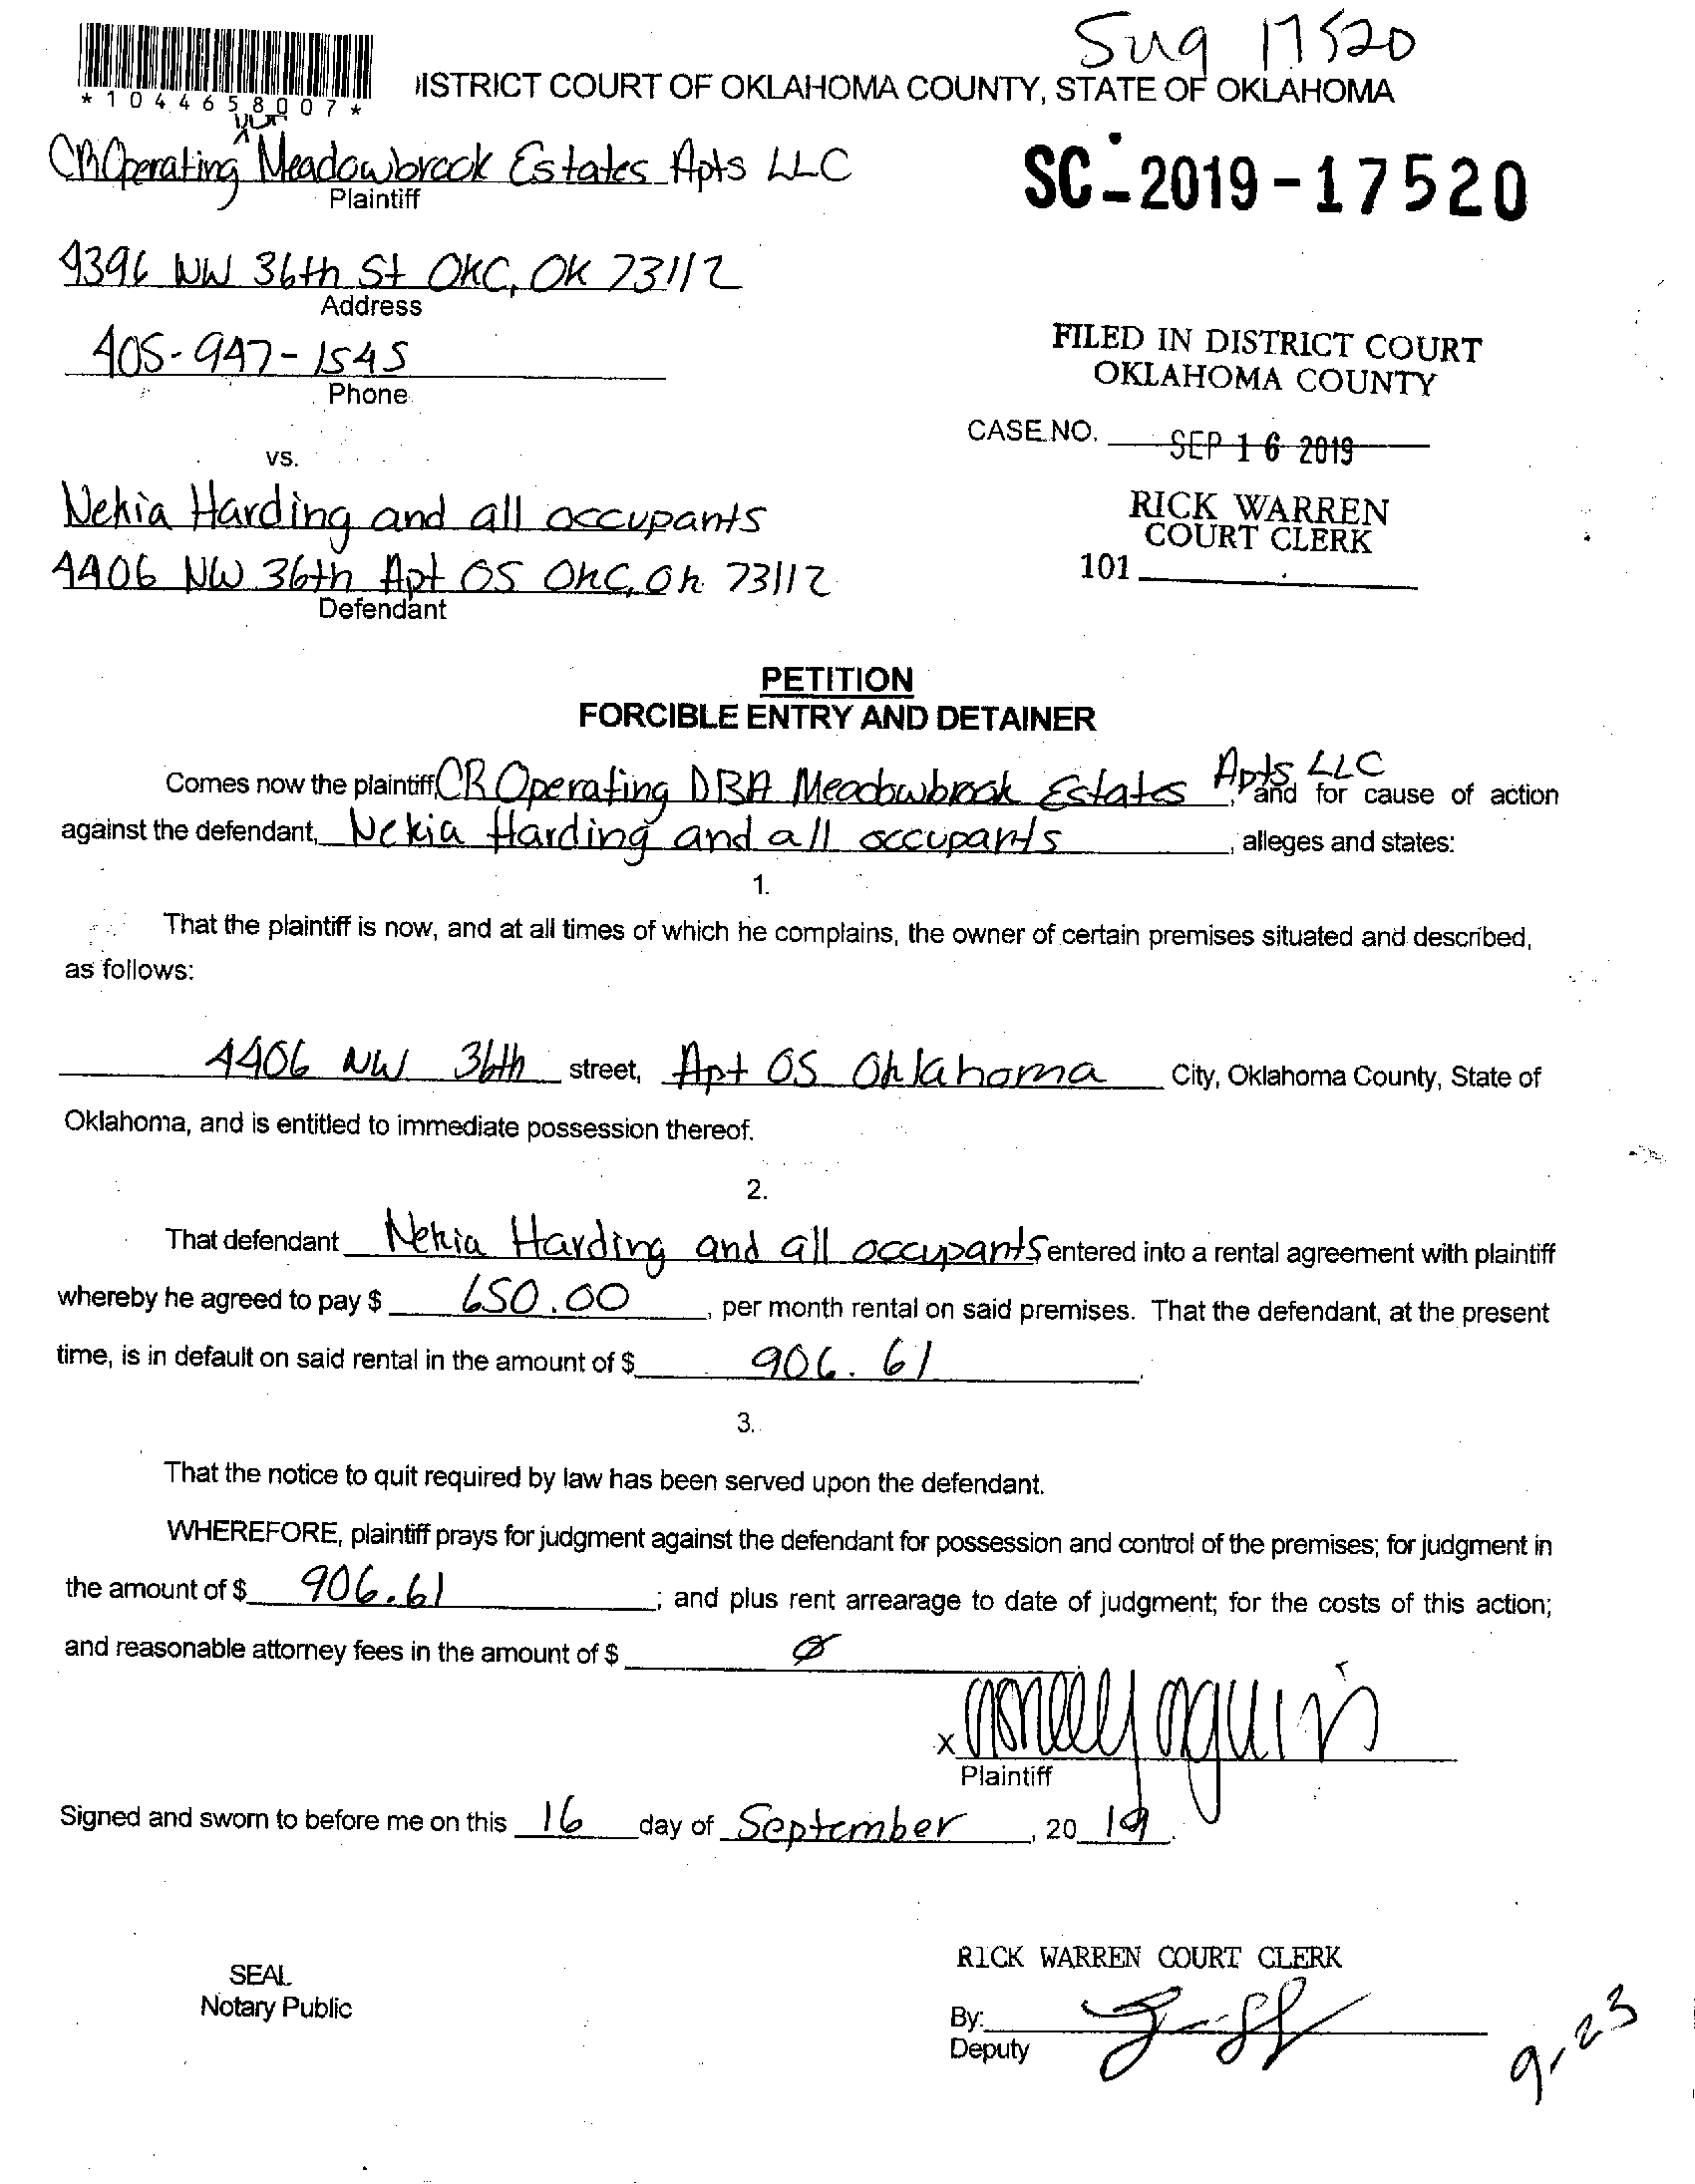 Sug 17520
*1044658007*
ISTRICT COURT OF OKLAHOMA COUNTY, STATE OF OKLAHOMA
CR Operating Meadowbrook Estates Apts LLC
Plaintiff
SC-2019-17520
4396 NW 36th St OKC, OK 73112
Address
405-947-1545
Phone
FILED IN DISTRICT COURT
OKLAHOMA COUNTY
CASE NO. SEP 16 2019
vs.
RICK WARREN
COURT CLERK
101
Nekia Harding and all occupants
4406 NW 36th Apt 05 OKC, Ok 73112
Defendant
PETITION
FORCIBLE ENTRY AND DETAINER
Comes now the plaintiff, CR Operating DBA Meadowbrook Estates Apts LLC, and for cause of action
against the defendant, Nekia Harding and all occupants, alleges and states:
1.
That the plaintiff is now, and at all times of which he complains, the owner of certain premises situated and described,
as follows:
4406 NW 36th street, Apt 05 Oklahoma City, Oklahoma County, State of
Oklahoma, and is entitled to immediate possession thereof.
2.
That defendant Nekia Harding and all occupants entered into a rental agreement with plaintiff
whereby he agreed to pay $ 650.00, per month rental on said premises. That the defendant, at the present
time, is in default on said rental in the amount of $ 906.61.
3.
That the notice to quit required by law has been served upon the defendant.
WHEREFORE, plaintiff prays for judgment against the defendant for possession and control of the premises; for judgment in
the amount of $ 906.61; and plus rent arrearage to date of judgment; for the costs of this action;
and reasonable attorney fees in the amount of $ Ø
X
Plaintiff
Signed and sworn to before me on this 16 day of September, 2019.
SEAL
Notary Public
RICK WARREN COURT CLERK
By:
Deputy
9-23